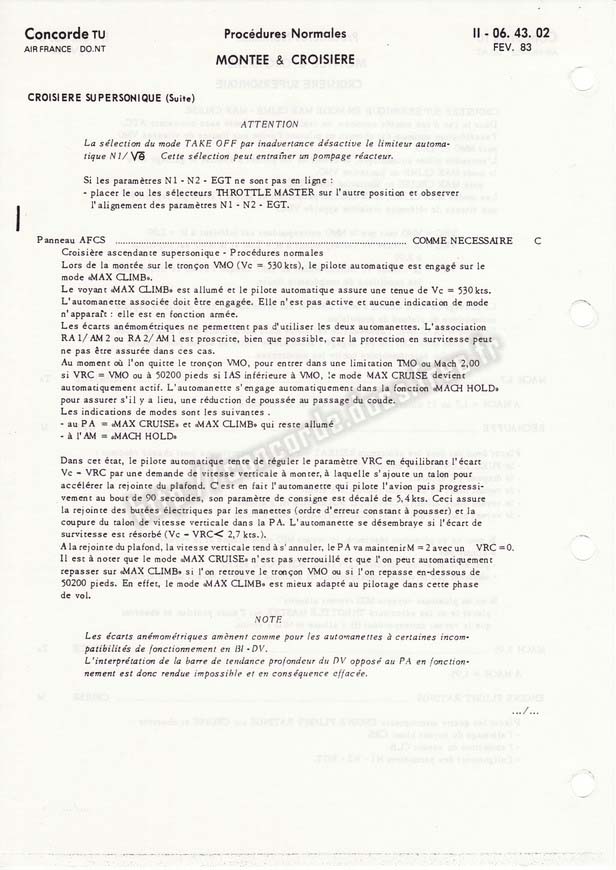 Concorde TU
AIR FRANCE DO.NT
Procédures Normales
MONTEE & CROISIERE
II - 06. 43. 02
FEV. 83
CROISIERE SUPERSONIQUE (Suite)
ATTENTION
La sélection du mode TAKE OFF par inadvertance désactive le limiteur automa-
tique N1/√θ Cette sélection peut entraîner un pompage réacteur.
Si les paramètres N1 - N2 - EGT ne sont pas en ligne :
- placer le ou les sélecteurs THROTTLE MASTER sur l'autre position et observer
l'alignement des paramètres N1 - N2 - EGT.
Panneau AFCS ........ COMME NECESSAIRE C
Croisière ascendante supersonique - Procédures normales
Lors de la montée sur le tronçon VMO (Vc = 530 kts), le pilote automatique est engagé sur le
mode «MAX CLIMB».
Le voyant «MAX CLIMB» est allumé et le pilote automatique assure une tenue de Vc = 530 kts.
L'automanette associée doit être engagée. Elle n'est pas active et aucune indication de mode
n'apparaît : elle est en fonction armée.
Les écarts anémométriques ne permettent pas d'utiliser les deux automanettes. L'association
RA 1/ AM 2 ou RA 2/ AM 1 est proscrite, bien que possible, car la protection en survitesse peut
ne pas être assurée dans ces cas.
Au moment où l'on quitte le tronçon VMO, pour entrer dans une limitation TMO ou Mach 2,00
si VRC = VMO ou à 50200 pieds si IAS inférieure à VMO, le mode MAX CRUISE devient
automatiquement actif. L'automanette s'engage automatiquement dans la fonction «MACH HOLD»
pour assurer s'il y a lieu, une réduction de poussée au passage du coude.
Les indications de modes sont les suivantes .
- au PA = «MAX CRUISE» et «MAX CLIMB» qui reste allumé
- à l'AM = «MACH HOLD»
Dans cet état, le pilote automatique tente de réguler le paramètre VRC en équilibrant l'écart
Vc - VRC par une demande de vitesse verticale à monter, à laquelle s'ajoute un talon pour
accélérer la rejointe du plafond. C'est en fait l'automanette qui pilote l'avion puis progressi-
vement au bout de 90 secondes, son paramètre de consigne est décalé de 5,4 kts. Ceci assure
la rejointe des butées électriques par les manettes (ordre d'erreur constant à pousser) et la
coupure du talon de vitesse verticale dans la PA. L'automanette se désembraye si l'écart de
survitesse est résorbé (Vc - VRC < 2,7 kts.).
A la rejointe du plafond, la vitesse verticale tend à s'annuler, le PA va maintenir M = 2 avec un VRC = 0.
Il est à noter que le mode «MAX CRUISE» n'est pas verrouillé et que l'on peut automatiquement
repasser sur «MAX CLIMB» si l'on retrouve le tronçon VMO ou si l'on repasse en-dessous de
50200 pieds. En effet, le mode «MAX CLIMB» est mieux adapté au pilotage dans cette phase
de vol.
NOTE
Les écarts anémométriques amènent comme pour les automanettes à certaines incom-
patibilités de fonctionnement en BI - DV.
L'interprétation de la barre de tendance profondeur du DV opposé au PA en fonction-
nement est donc rendue impossible et en conséquence effacée.
.../...